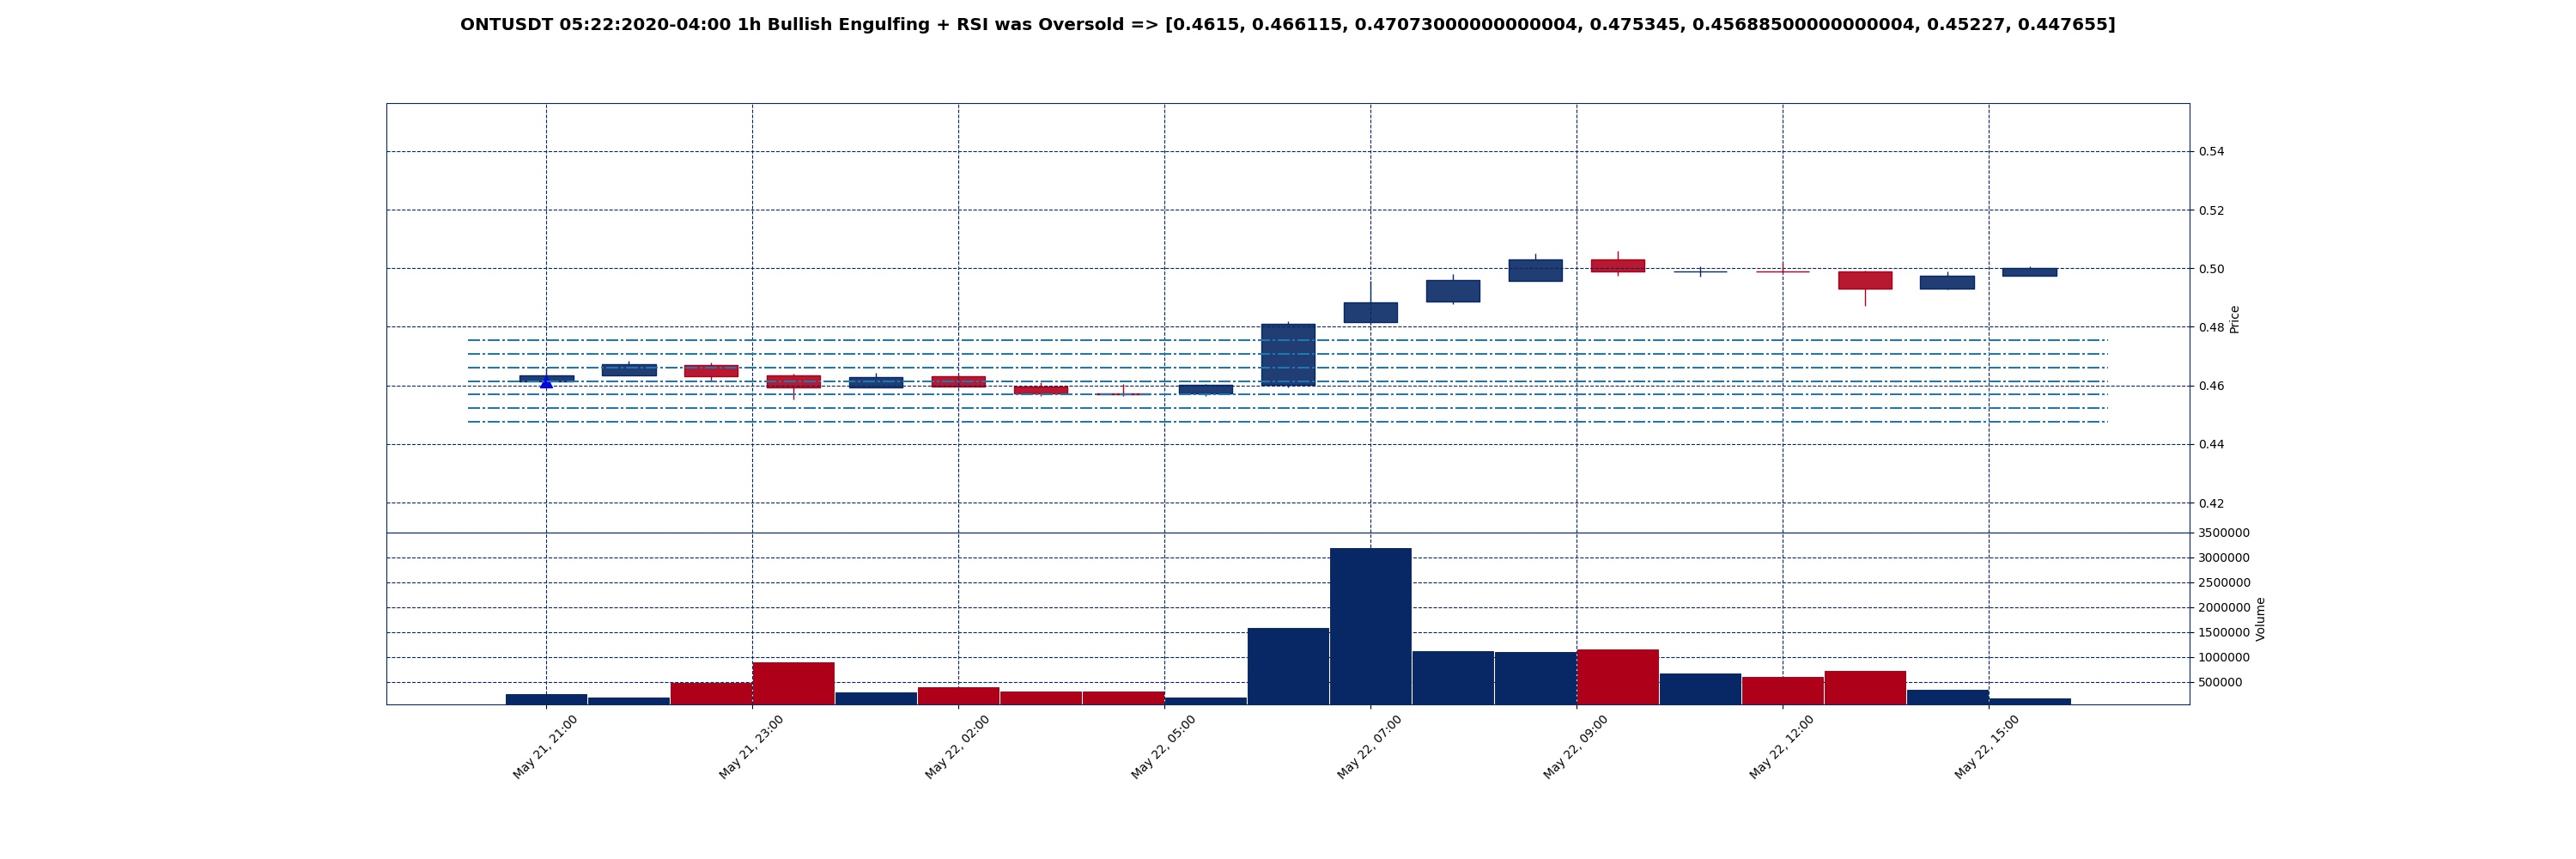 ONTUSDT 05:22:2020-04:00 1h Bullish Engulfing + RSI was Oversold => [0.4615, 0.466115, 0.47073000000000004, 0.475345, 0.45688500000000004, 0.45227, 0.447655]
0.54
0.52
0.50
0.48
0.46
0.44
0.42
Price
3500000
3000000
2500000
2000000
1500000
1000000
500000
Volume
May 21, 21:00
May 21, 23:00
May 22, 02:00
May 22, 05:00
May 22, 07:00
May 22, 09:00
May 22, 12:00
May 22, 15:00